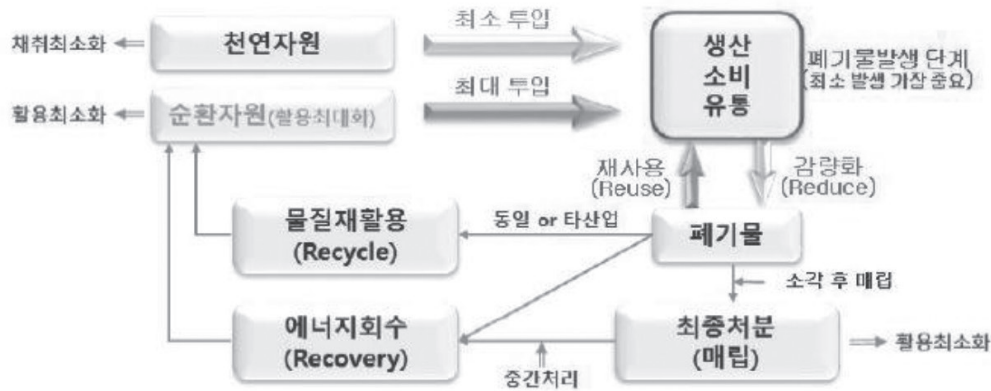 최소 투입
채취최소화
천연자원
생산
소비
유통
폐기물발생 단계
(최소 발생 가장 중요)
최대 투입
활용최소화
순환자원(활용최대화)
재사용
(Reuse)
감량화
(Reduce)
물질재활용
(Recycle)
동일 or 타산업
폐기물
소각 후 매립
에너지회수
(Recovery)
최종처분
(매립)
활용최소화
중간처리